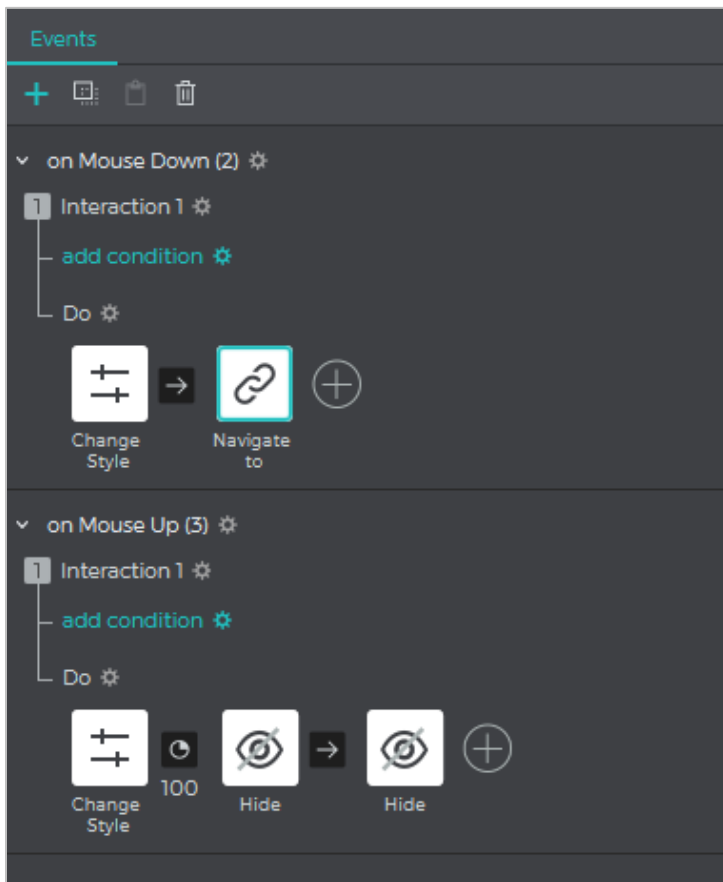 Events
on Mouse Down (2)
1 Interaction 1
add condition
Do
Change Style
Navigate to
on Mouse Up (3)
1 Interaction 1
add condition
Do
100
Change Style
Hide
Hide